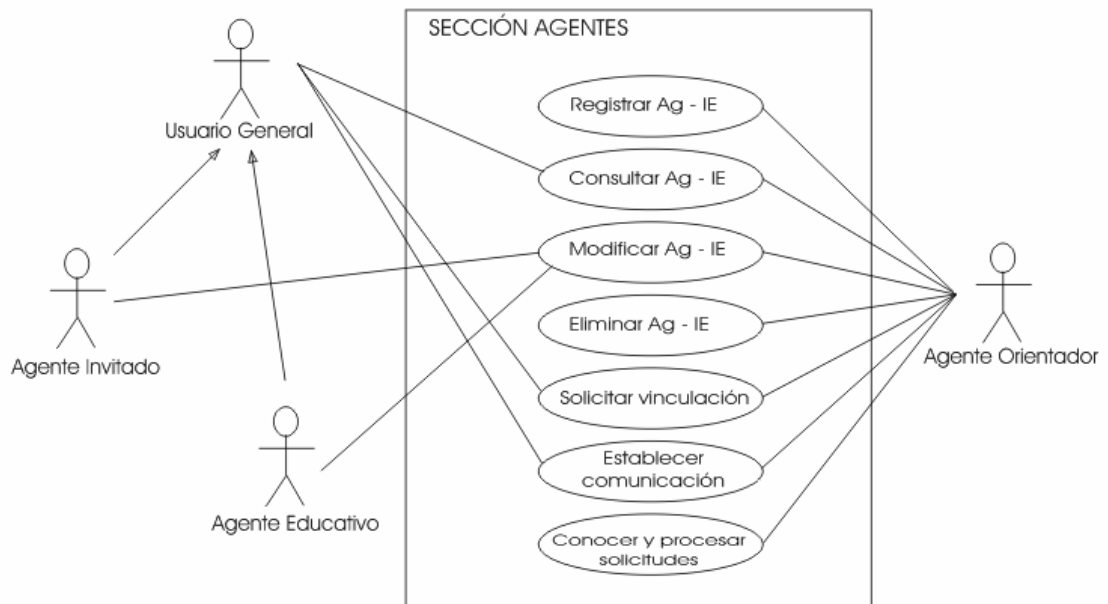 SECCIÓN AGENTES
Usuario General
Registrar Ag - IE
Consultar Ag - IE
Modificar Ag - IE
Eliminar Ag - IE
Agente Invitado
Agente Orientador
Solicitar vinculación
Establecer
comunicación
Agente Educativo
Conocer y procesar
solicitudes